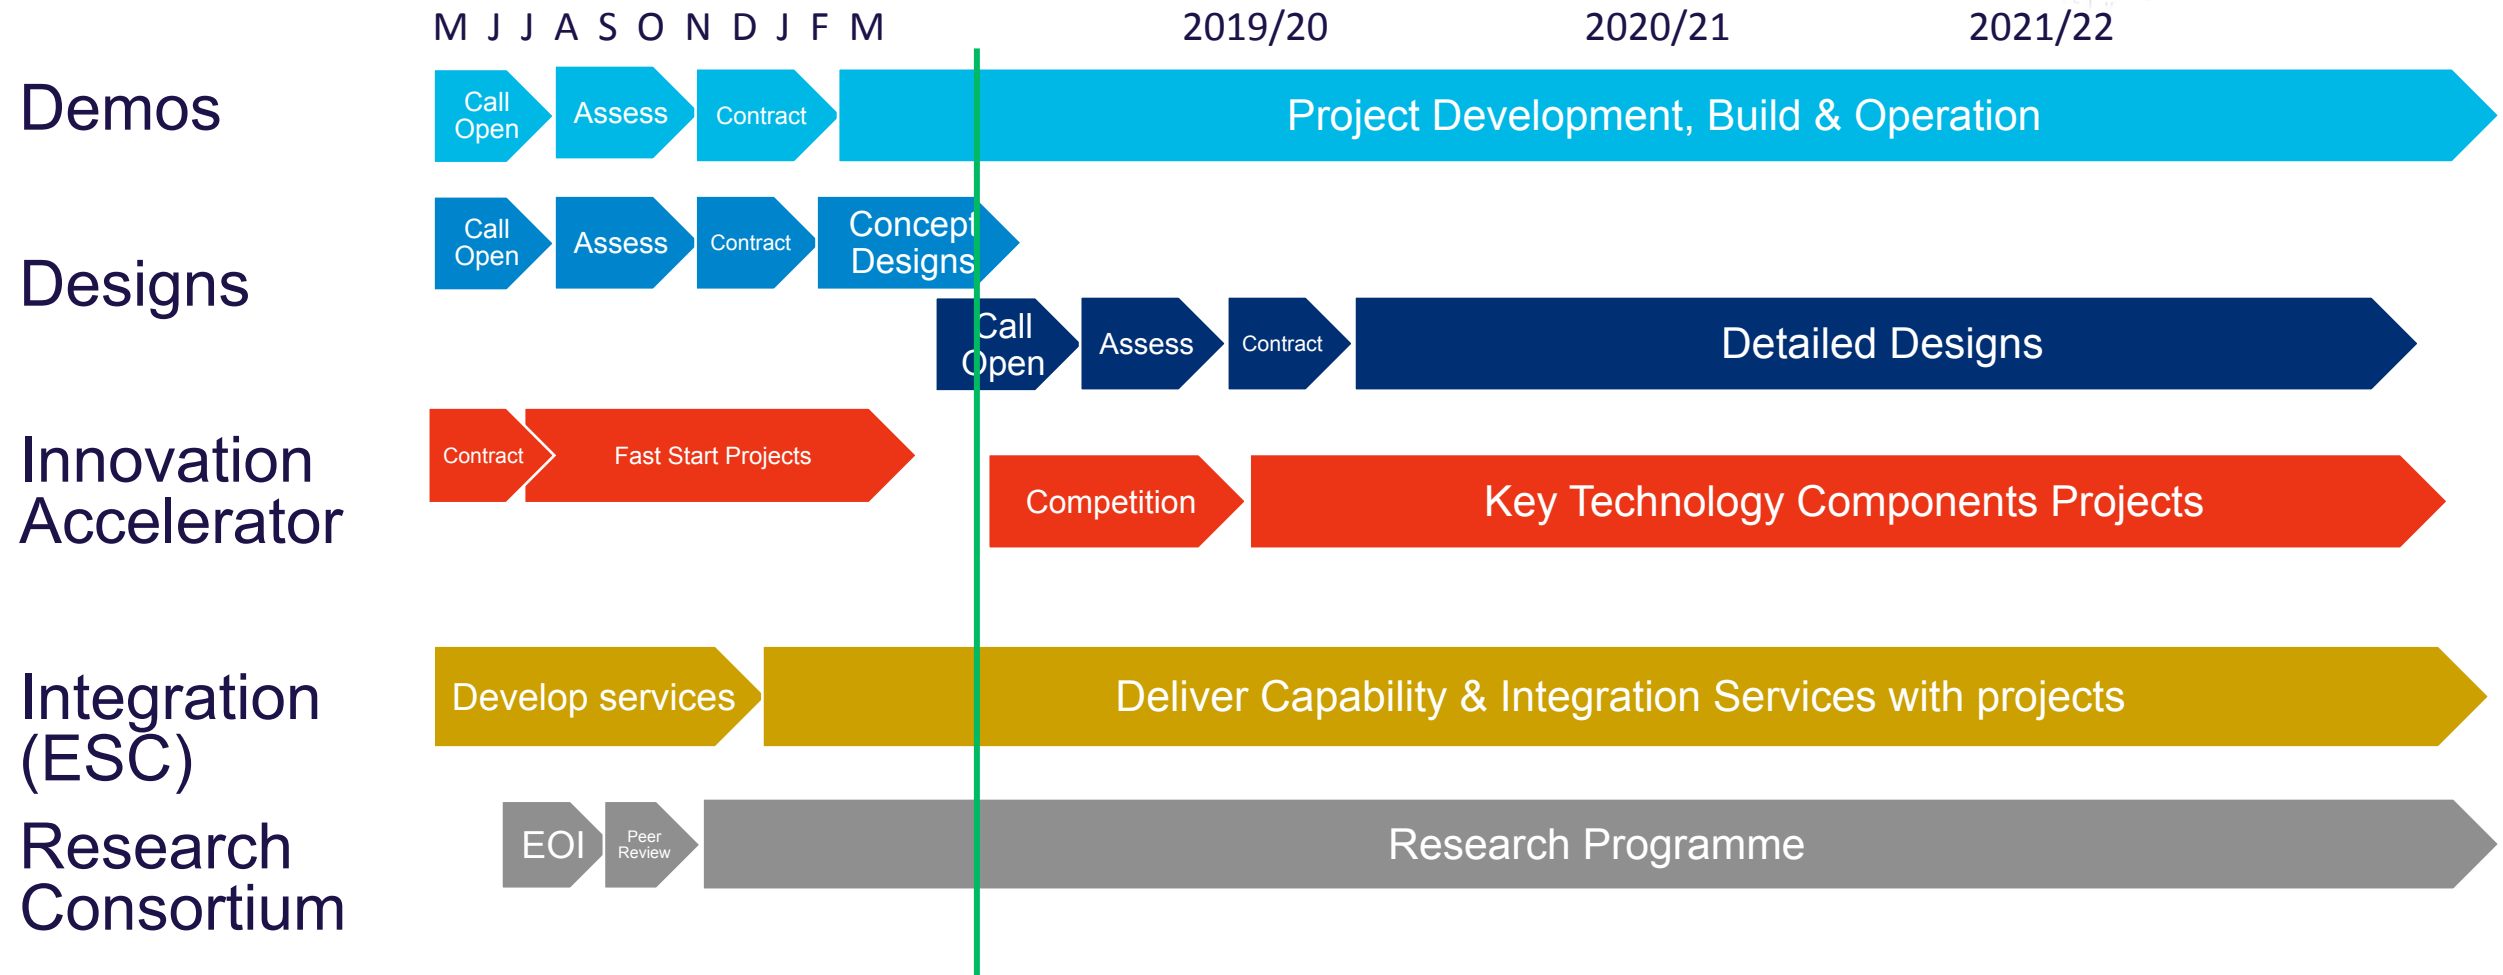 M J J A S O N D J F M 2019/20 2020/21 2021/22
Demos
Call
Open
Assess
Contract
Project Development, Build & Operation
Designs
Call
Open
Assess
Contract
Concept
Designs
Call
Open
Assess
Contract
Detailed Designs
Innovation
Accelerator
Contract
Fast Start Projects
Competition
Key Technology Components Projects
Integration
(ESC)
Develop services
Deliver Capability & Integration Services with projects
Research
Consortium
EOI
Peer
Review
Research Programme